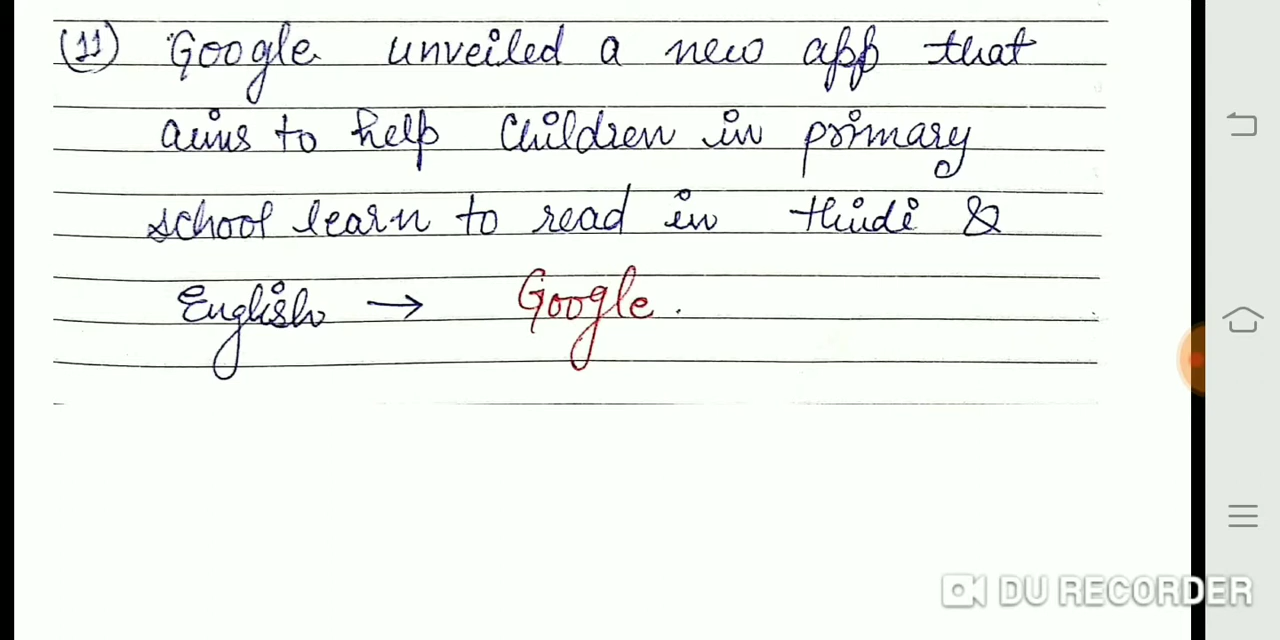 (11) Google unveiled a new app that
aims to help children in primary
school learn to read in Hindi &
English → Google.
DU RECORDER